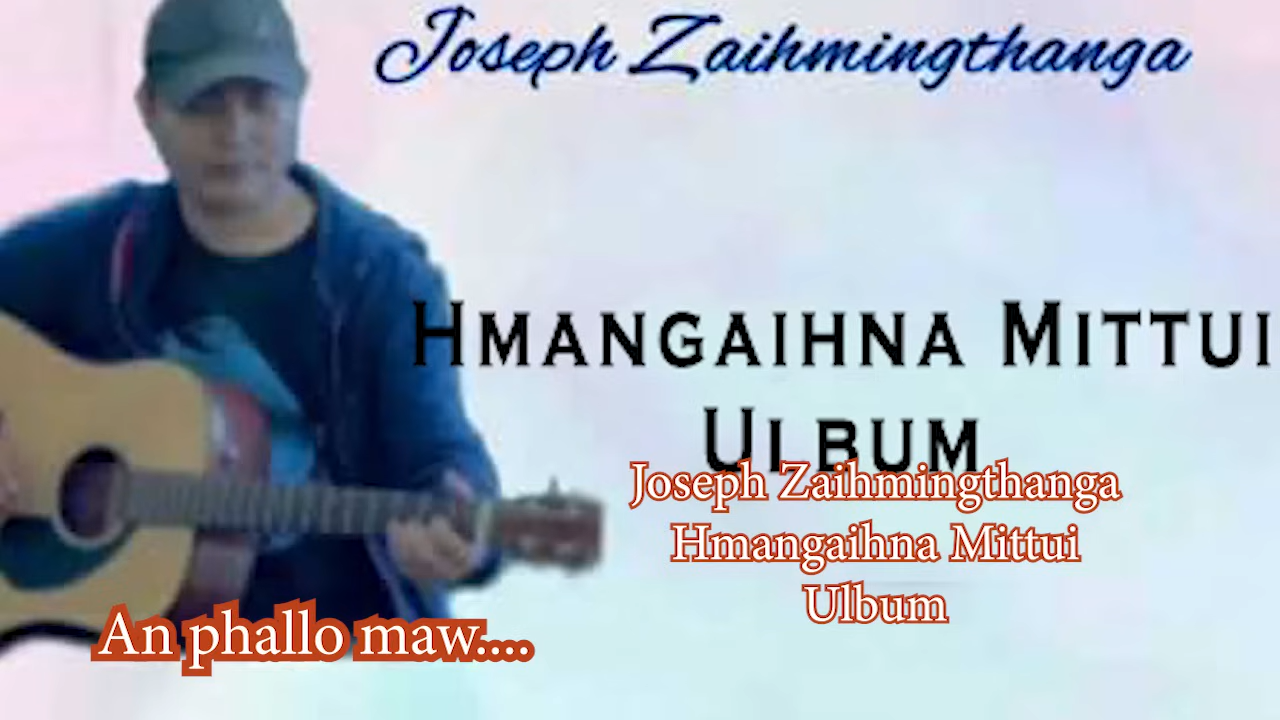 Joseph Zaihmingthanga
Hmangaihna Mittui
Ulbum
Joseph Zaihmingthanga
Hmangaihna Mittui
Ulbum
An phallo maw....